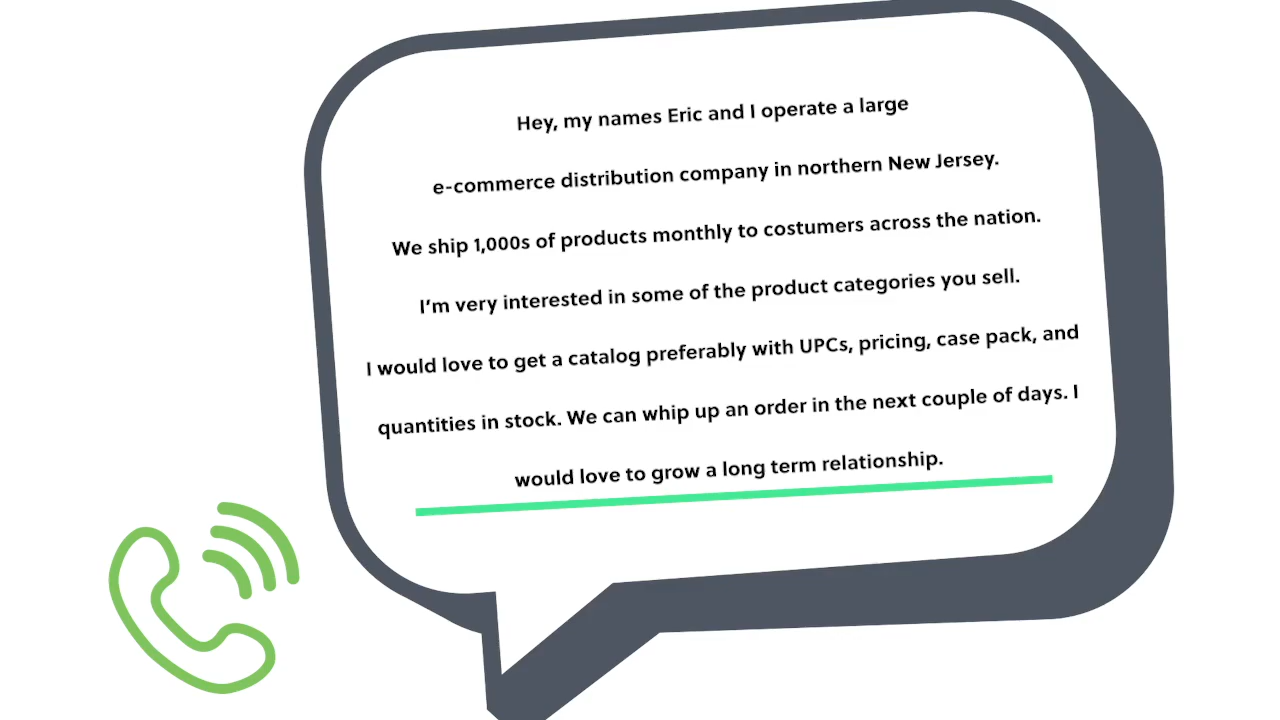 Hey, my names Eric and I operate a large
e-commerce distribution company in northern New Jersey.
We ship 1,000s of products monthly to costumers across the nation.
I’m very interested in some of the product categories you sell.
I would love to get a catalog preferably with UPCs, pricing, case pack, and
quantities in stock. We can whip up an order in the next couple of days. I
would love to grow a long term relationship.